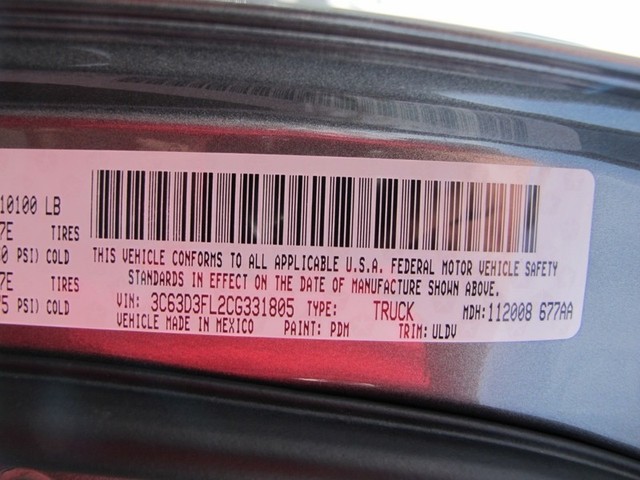 10100 LB
7E TIRES
0 PSI) COLD
7E TIRES
5 PSI) COLD
THIS VEHICLE CONFORMS TO ALL APPLICABLE U.S.A. FEDERAL MOTOR VEHICLE SAFETY
STANDARDS IN EFFECT ON THE DATE OF MANUFACTURE SHOWN ABOVE.
VIN: 3C63D3FL2CG331805 TYPE: TRUCK MDH:112008 677AA
VEHICLE MADE IN MEXICO PAINT: PDM TRIM:ULDV